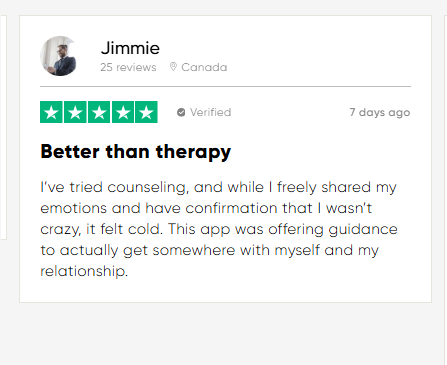 Jimmie
25 reviews Canada
Verified 7 days ago
Better than therapy
I've tried counseling, and while I freely shared my
emotions and have confirmation that I wasn't
crazy, it felt cold. This app was offering guidance
to actually get somewhere with myself and my
relationship.